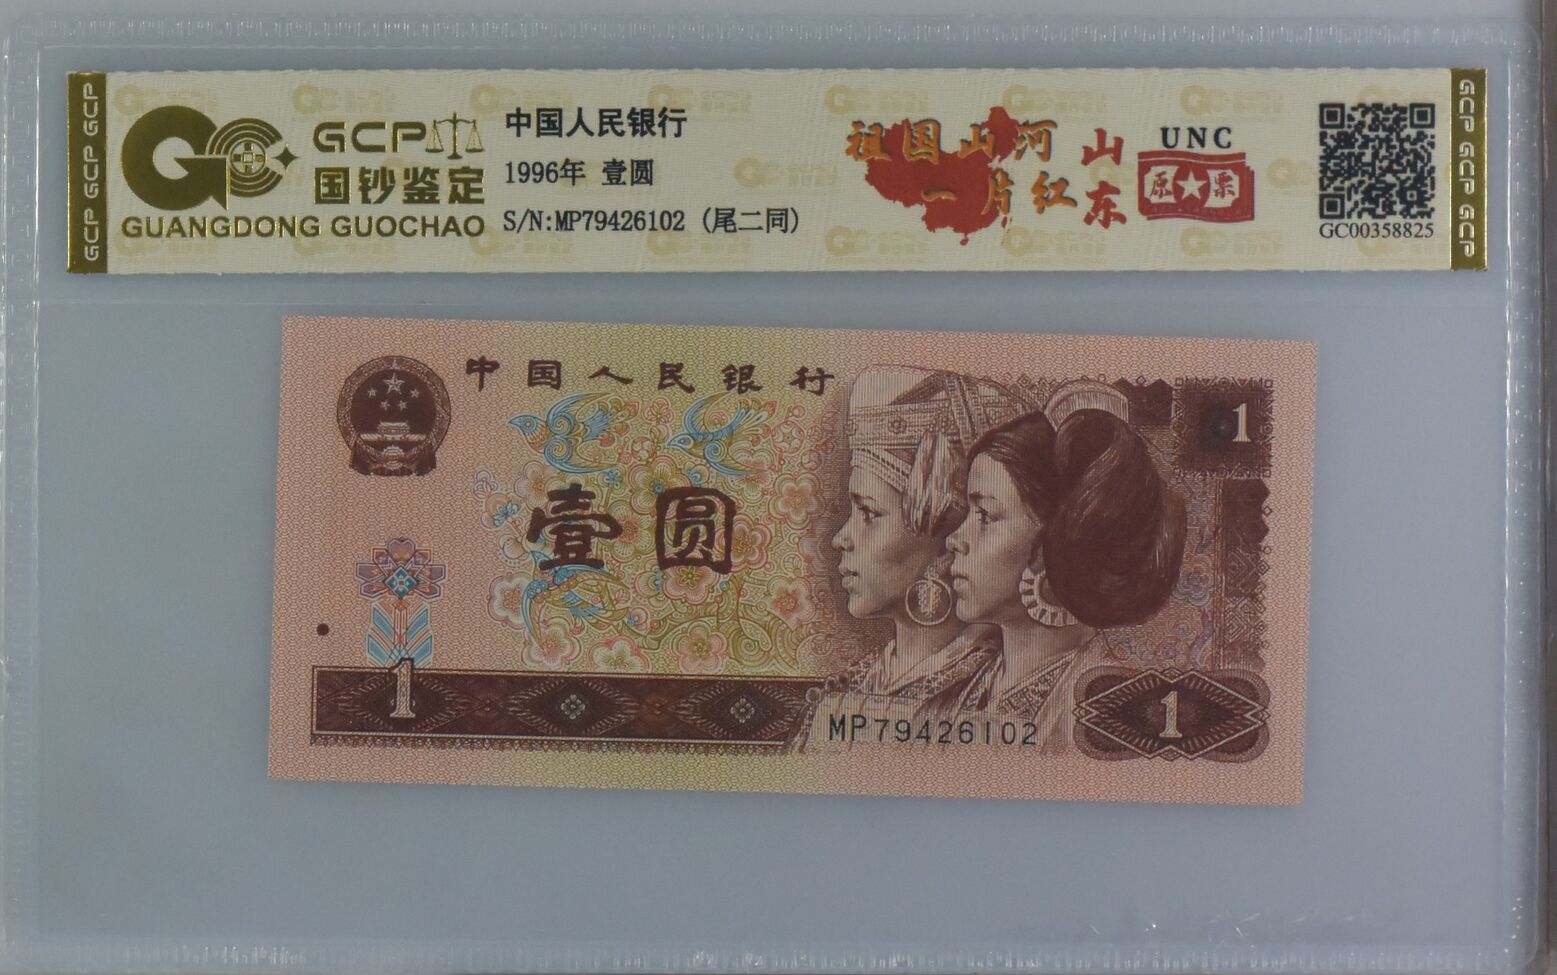 GCP GCP GCP
GCP
国钞鉴定
GUANGDONG GUOCHAO
中国人民银行
1996年 壹圆
S/N:MP79426102 (尾二同)
祖国山河
一片红
山东
UNC
原票
GC00358825
GCP GCP GCP
中国人民银行
1
壹圆
1
MP79426102
1